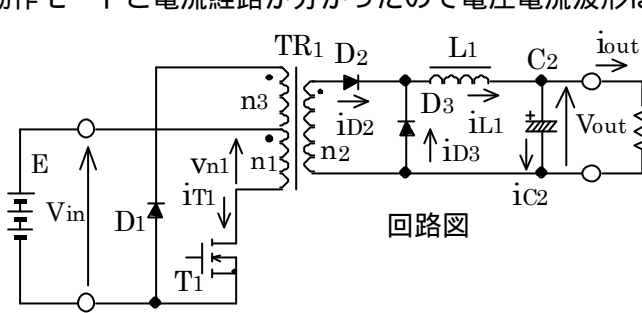 動作モードと電流経路が分かったので電圧電流波形は
TR1
D2
L1
C2
iout
n3
iD2
D3
iL1
+
Vout
E
Vin
vn1
n1
n2
iD3
iC2
D1
iT1
T1
回路図